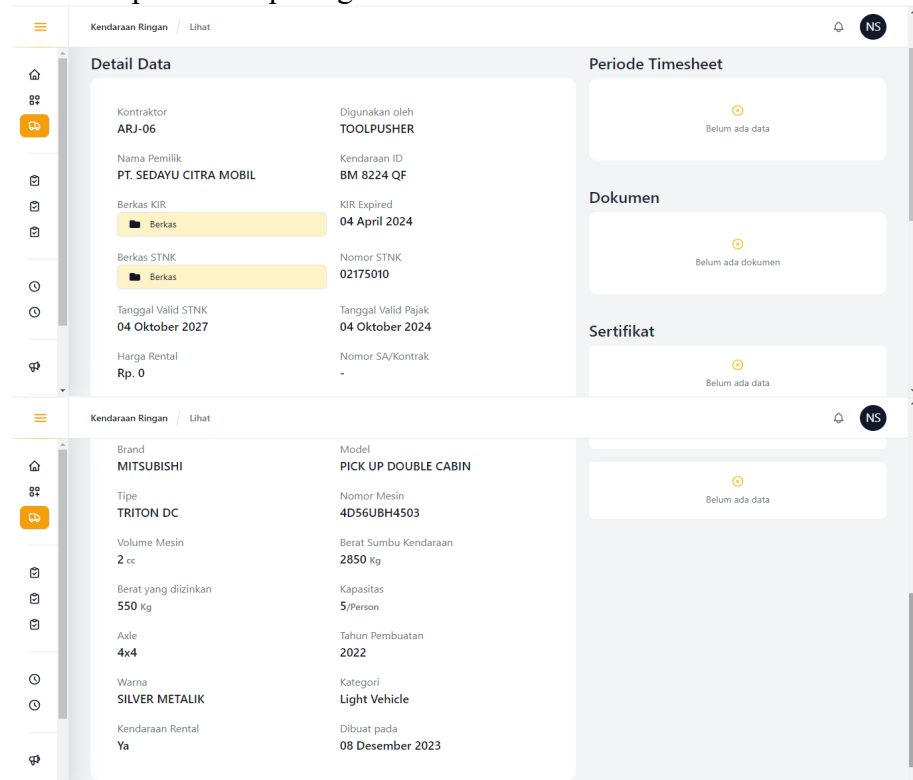 Kendaraan Ringan / Lihat
NS
Detail Data
Kontraktor Digunakan oleh
ARJ-06 TOOLPUSHER
Nama Pemilik Kendaraan ID
PT. SEDAYU CITRA MOBIL BM 8224 QF
Berkas KIR KIR Expired
Berkas 04 April 2024
Berkas STNK Nomor STNK
Berkas 02175010
Tanggal Valid STNK Tanggal Valid Pajak
04 Oktober 2027 04 Oktober 2024
Harga Rental Nomor SA/Kontrak
Rp. 0 -
Periode Timesheet
Belum ada data
Dokumen
Belum ada dokumen
Sertifikat
Belum ada data
Kendaraan Ringan / Lihat
NS
Brand Model
MITSUBISHI PICK UP DOUBLE CABIN
Tipe Nomor Mesin
TRITON DC 4D56UBH4503
Volume Mesin Berat Sumbu Kendaraan
2 cc 2850 Kg
Berat yang diizinkan Kapasitas
550 Kg 5/Person
Axle Tahun Pembuatan
4x4 2022
Warna Kategori
SILVER METALIK Light Vehicle
Kendaraan Rental Dibuat pada
Ya 08 Desember 2023
Belum ada data